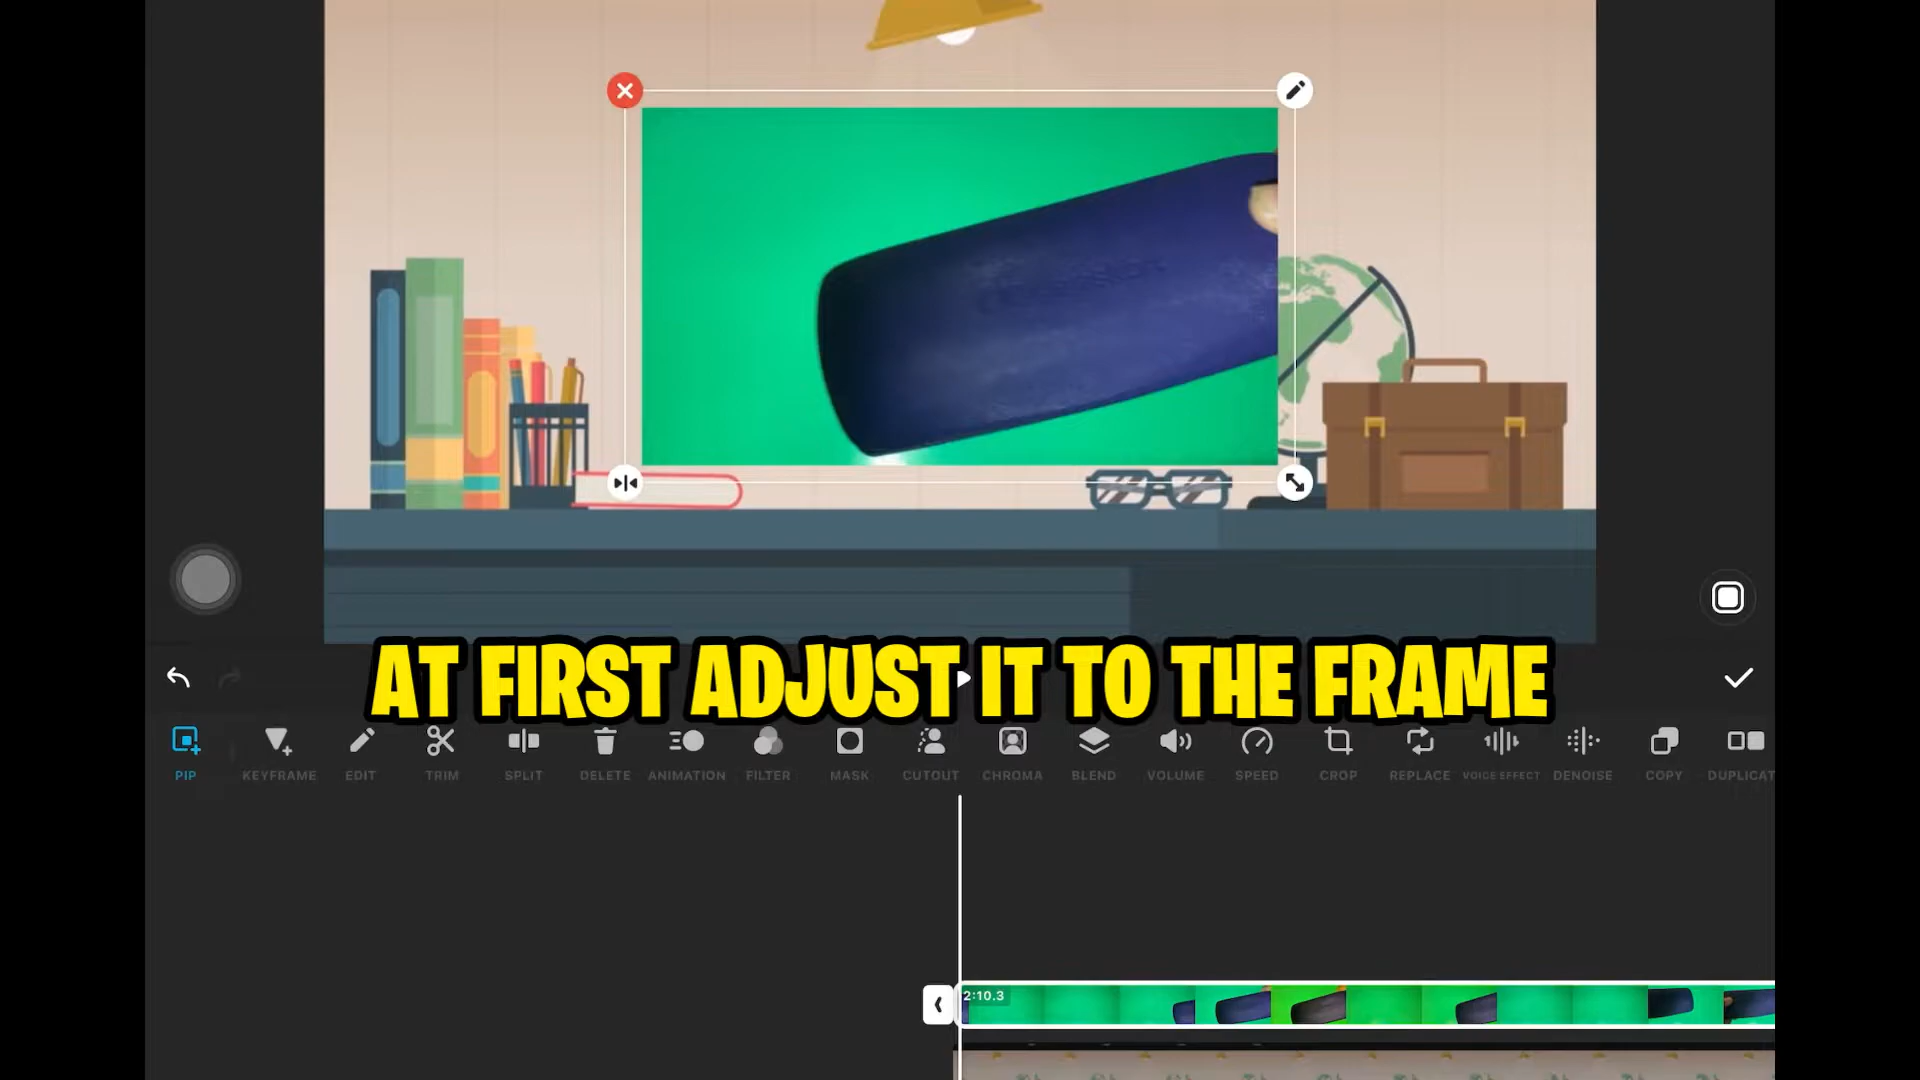 AT FIRST ADJUST IT TO THE FRAME
PIP KEYFRAME EDIT TRIM SPLIT DELETE ANIMATION FILTER MASK CUTOUT CHROMA BLEND VOLUME SPEED CROP REPLACE VOICE EFFECT DENOISE COPY DUPLICAT
2:10.3